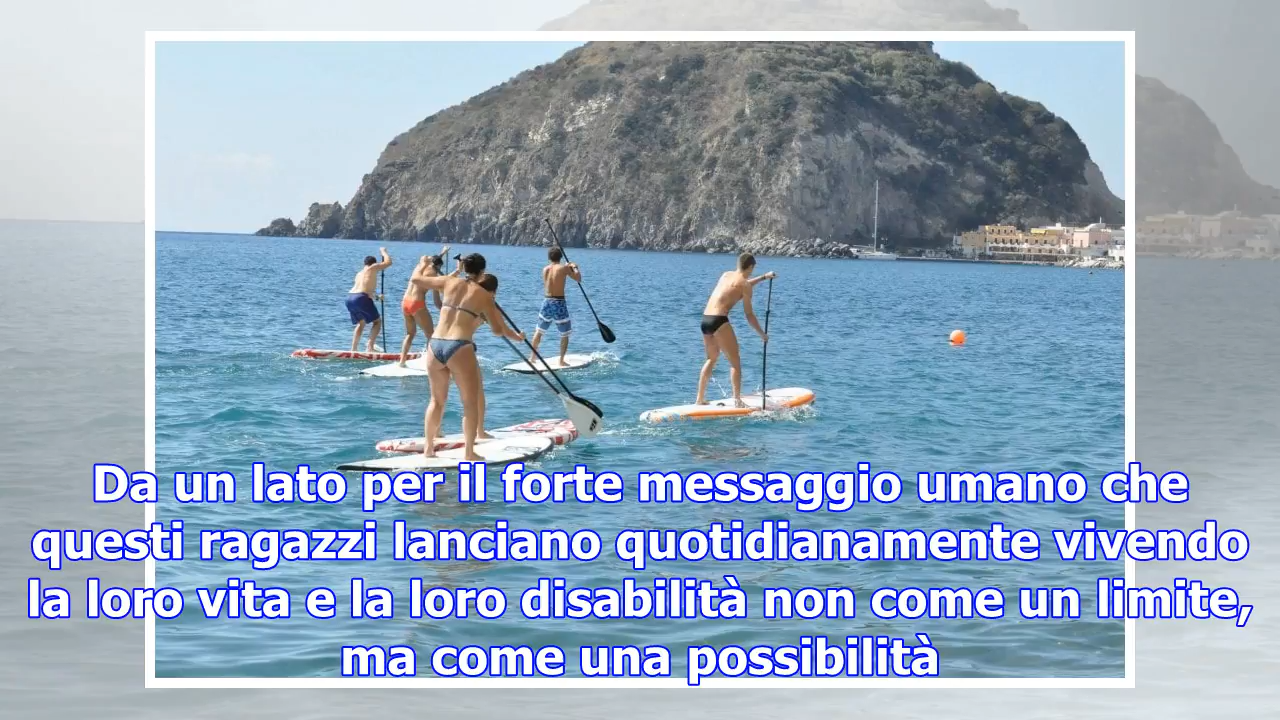 Da un lato per il forte messaggio umano che
questi ragazzi lanciano quotidianamente vivendo
la loro vita e la loro disabilità non come un limite,
ma come una possibilità